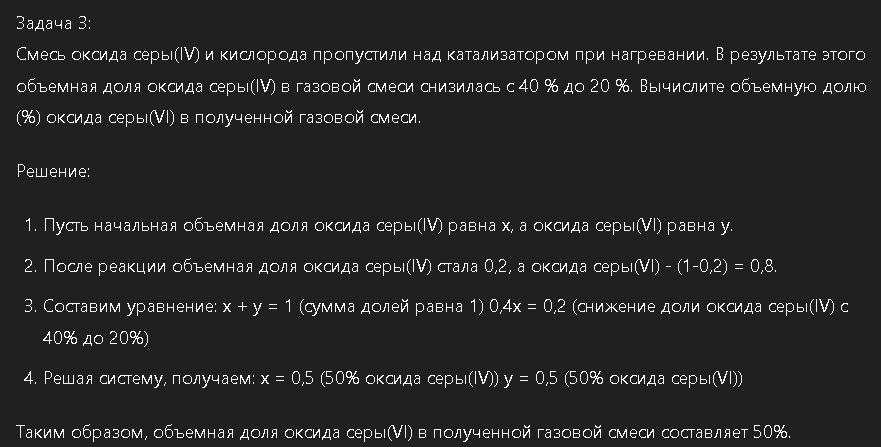 Задача 3:
Смесь оксида серы(IV) и кислорода пропустили над катализатором при нагревании. В результате этого
объемная доля оксида серы(IV) в газовой смеси снизилась с 40 % до 20 %. Вычислите объемную долю
(%) оксида серы(VI) в полученной газовой смеси.
Решение:
1. Пусть начальная объемная доля оксида серы(IV) равна x, а оксида серы(VI) равна y.
2. После реакции объемная доля оксида серы(IV) стала 0,2, а оксида серы(VI) - (1-0,2) = 0,8.
3. Составим уравнение: x + y = 1 (сумма долей равна 1) 0,4x = 0,2 (снижение доли оксида серы(IV) с
40% до 20%)
4. Решая систему, получаем: x = 0,5 (50% оксида серы(IV)) y = 0,5 (50% оксида серы(VI))
Таким образом, объемная доля оксида серы(VI) в полученной газовой смеси составляет 50%.